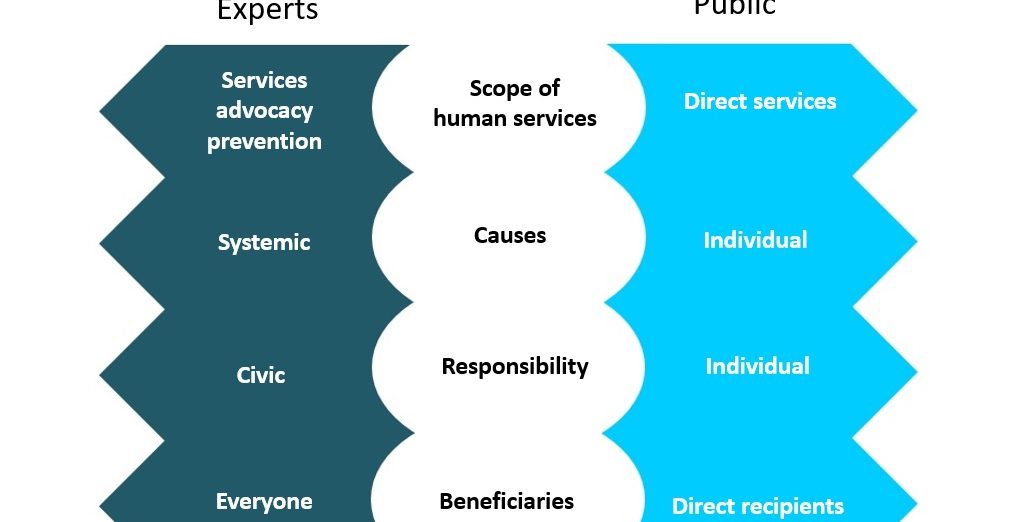 Experts
Public
Services
advocacy
prevention
Scope of
human services
Direct services
Systemic
Causes
Individual
Civic
Responsibility
Individual
Everyone
Beneficiaries
Direct recipients